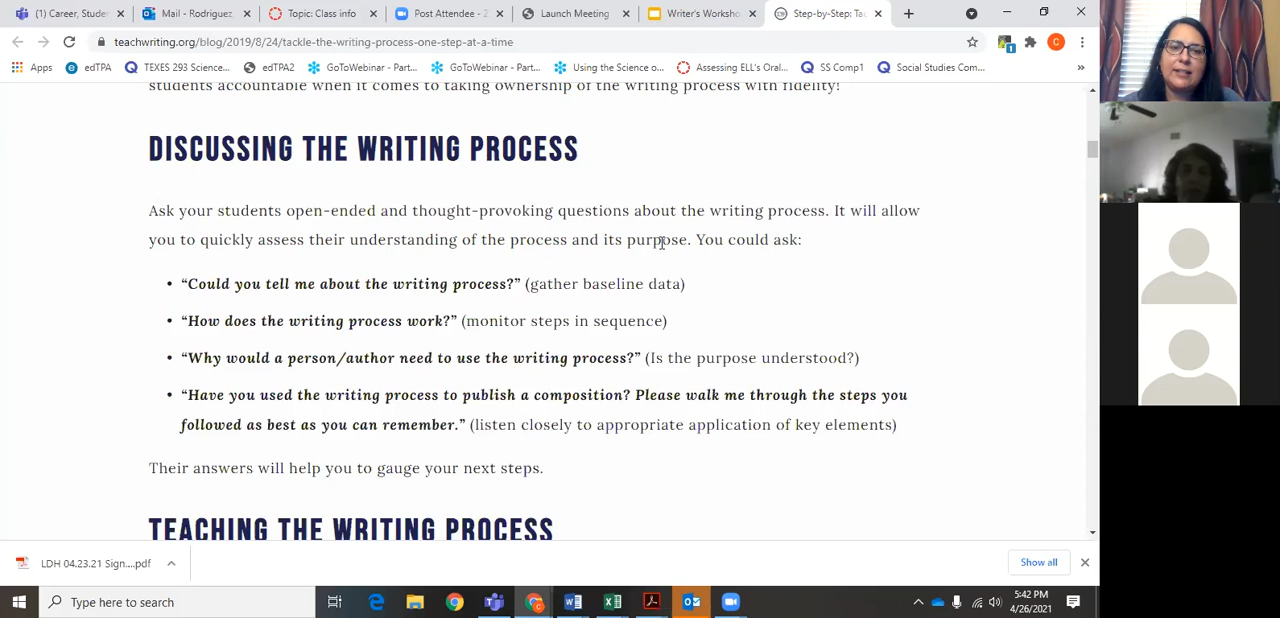 (1) Career, Studen
Mail - Rodriguez,
Topic: Class info
Post Attendee - Z
Launch Meeting
Writer's Worksho
Step-by-Step: Tac
teachwriting.org/blog/2019/8/24/tackle-the-writing-process-one-step-at-a-time
1
C
Apps
edTPA
TEXES 293 Science...
edTPA2
GoToWebinar - Part...
GoToWebinar - Part...
Using the Science o...
Assessing ELL's Oral...
SS Comp1
Social Studies Com...
»
students accountable when it comes to taking ownership of the writing process with fidelity!
DISCUSSING THE WRITING PROCESS
Ask your students open-ended and thought-provoking questions about the writing process. It will allow
you to quickly assess their understanding of the process and its purpose. You could ask:
• “Could you tell me about the writing process?” (gather baseline data)
• “How does the writing process work?” (monitor steps in sequence)
• “Why would a person/author need to use the writing process?” (Is the purpose understood?)
• “Have you used the writing process to publish a composition? Please walk me through the steps you
followed as best as you can remember.” (listen closely to appropriate application of key elements)
Their answers will help you to gauge your next steps.
TEACHING THE WRITING PROCESS
LDH 04.23.21 Sign....pdf
Show all
Type here to search
5:42 PM
4/26/2021